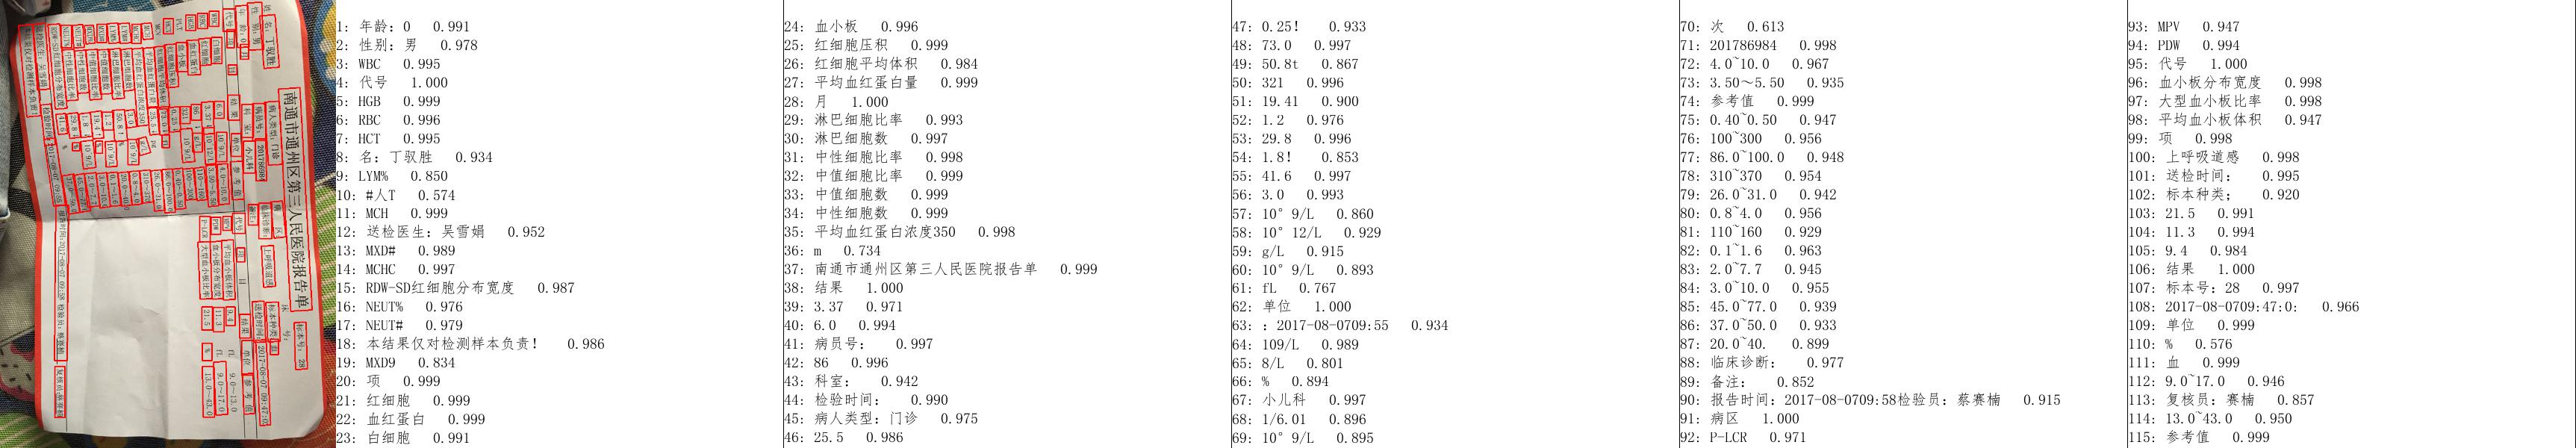 南通市通州区第三人民医院报告单
1: 年龄：0 0.991
2: 性别：男 0.978
3: WBC 0.995
4: 代号 1.000
5: HGB 0.999
6: RBC 0.996
7: HCT 0.995
8: 名：丁驭胜 0.934
9: LYM% 0.850
10: #人T 0.574
11: MCH 0.999
12: 送检医生：吴雪娟 0.952
13: MXD# 0.989
14: MCHC 0.997
15: RDW-SD红细胞分布宽度 0.987
16: NEUT% 0.976
17: NEUT# 0.979
18: 本结果仅对检测样本负责！ 0.986
19: MXD9 0.834
20: 项 0.999
21: 红细胞 0.999
22: 血红蛋白 0.999
23: 白细胞 0.991
24: 血小板 0.996
25: 红细胞压积 0.999
26: 红细胞平均体积 0.984
27: 平均血红蛋白量 0.999
28: 月 1.000
29: 淋巴细胞比率 0.993
30: 淋巴细胞数 0.997
31: 中性细胞比率 0.998
32: 中值细胞比率 0.999
33: 中值细胞数 0.999
34: 中性细胞数 0.999
35: 平均血红蛋白浓度350 0.998
36: m 0.734
37: 南通市通州区第三人民医院报告单 0.999
38: 结果 1.000
39: 3.37 0.971
40: 6.0 0.994
41: 病员号： 0.997
42: 86 0.996
43: 科室： 0.942
44: 检验时间： 0.990
45: 病人类型：门诊 0.975
46: 25.5 0.986
47: 0.25! 0.933
48: 73.0 0.997
49: 50.8t 0.867
50: 321 0.996
51: 19.41 0.900
52: 1.2 0.976
53: 29.8 0.996
54: 1.8! 0.853
55: 41.6 0.997
56: 3.0 0.993
57: 10° 9/L 0.860
58: 10° 12/L 0.929
59: g/L 0.915
60: 10° 9/L 0.893
61: fL 0.767
62: 单位 1.000
63: ：2017-08-0709:55 0.934
64: 109/L 0.989
65: 8/L 0.801
66: % 0.894
67: 小儿科 0.997
68: 1/6.01 0.896
69: 10° 9/L 0.895
70: 次 0.613
71: 201786984 0.998
72: 4.0~10.0 0.967
73: 3.50～5.50 0.935
74: 参考值 0.999
75: 0.40~0.50 0.947
76: 100~300 0.956
77: 86.0~100.0 0.948
78: 310~370 0.954
79: 26.0~31.0 0.942
80: 0.8~4.0 0.956
81: 110~160 0.929
82: 0.1~1.6 0.963
83: 2.0~7.7 0.945
84: 3.0~10.0 0.955
85: 45.0~77.0 0.939
86: 37.0~50.0 0.933
87: 20.0~40. 0.899
88: 临床诊断： 0.977
89: 备注： 0.852
90: 报告时间：2017-08-0709:58检验员：蔡赛楠 0.915
91: 病区 1.000
92: P-LCR 0.971
93: MPV 0.947
94: PDW 0.994
95: 代号 1.000
96: 血小板分布宽度 0.998
97: 大型血小板比率 0.998
98: 平均血小板体积 0.947
99: 项 0.998
100: 上呼吸道感 0.998
101: 送检时间： 0.995
102: 标本种类； 0.920
103: 21.5 0.991
104: 11.3 0.994
105: 9.4 0.984
106: 结果 1.000
107: 标本号：28 0.997
108: 2017-08-0709:47:0: 0.966
109: 单位 0.999
110: % 0.576
111: 血 0.999
112: 9.0~17.0 0.946
113: 复核员：赛楠 0.857
114: 13.0~43.0 0.950
115: 参考值 0.999